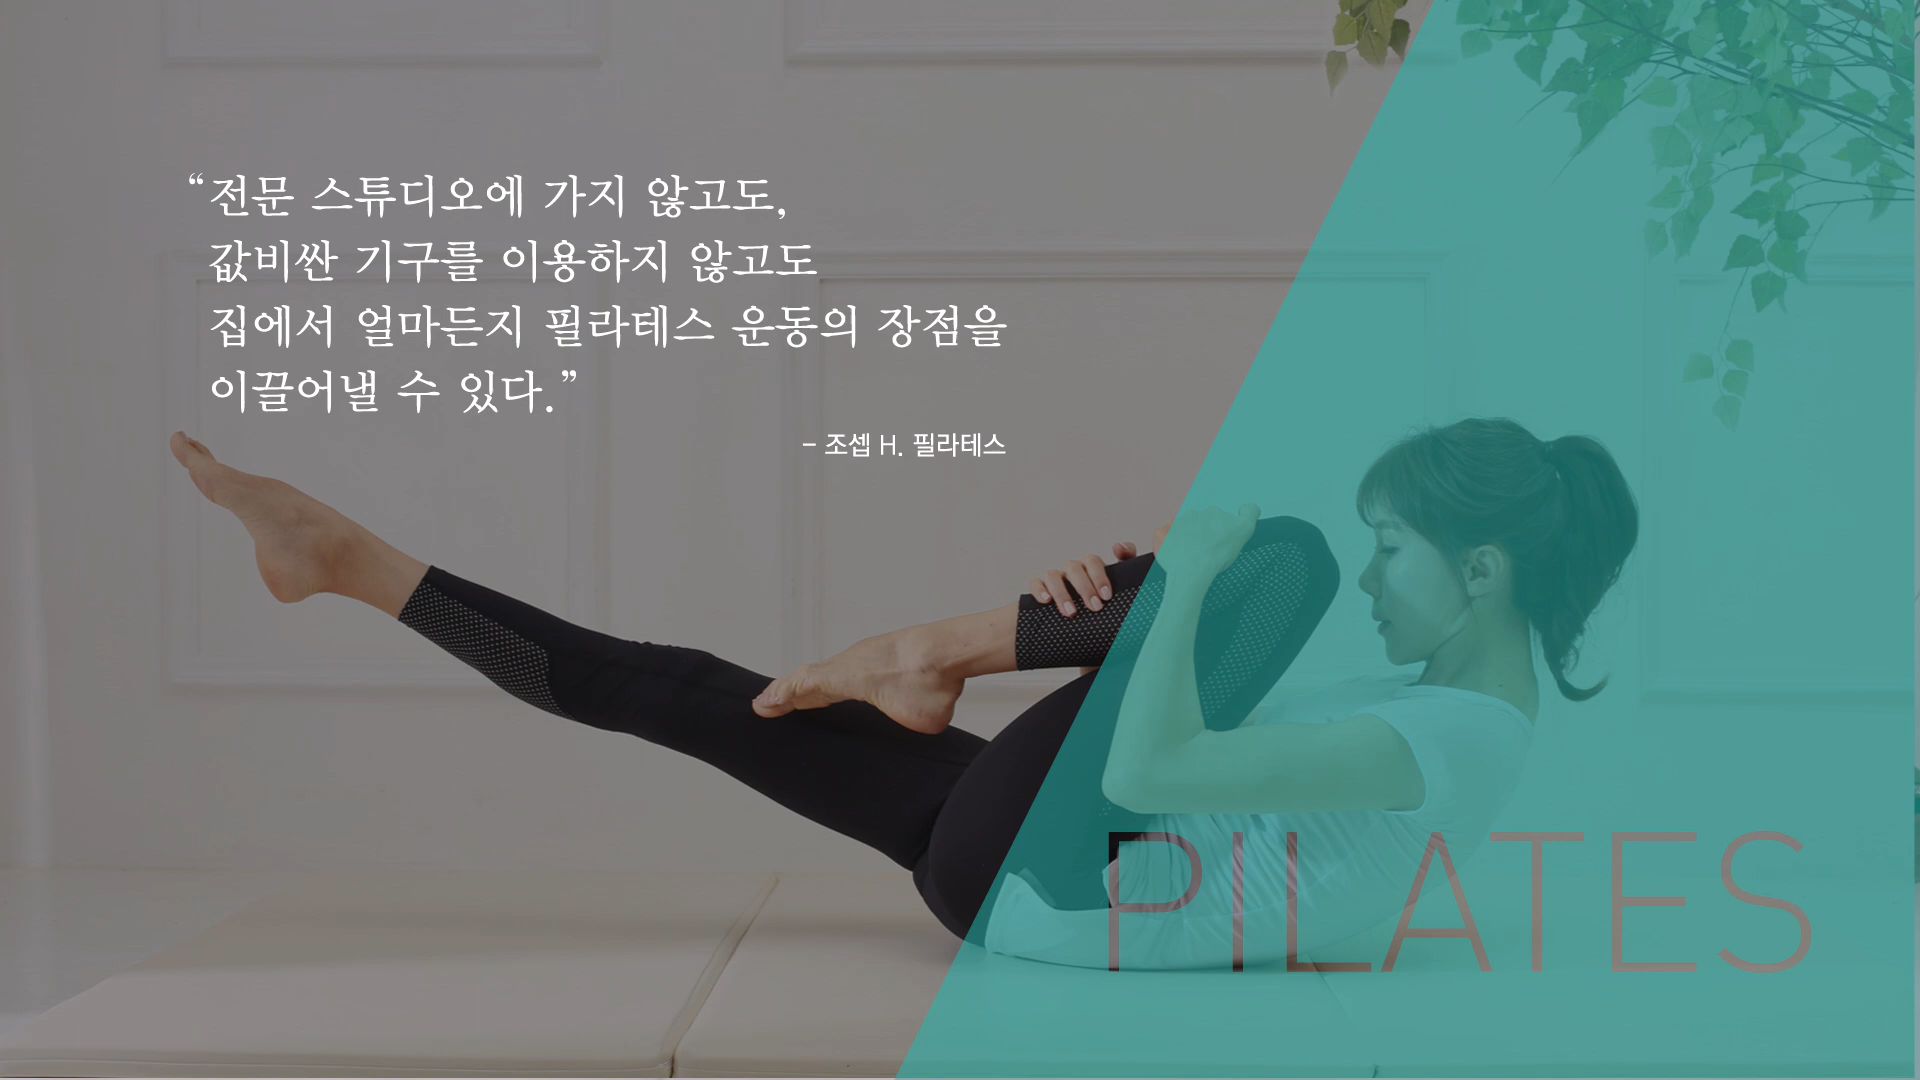 “전문 스튜디오에 가지 않고도,
값비싼 기구를 이용하지 않고도
집에서 얼마든지 필라테스 운동의 장점을
이끌어낼 수 있다.”
– 조셉 H. 필라테스
PILATES